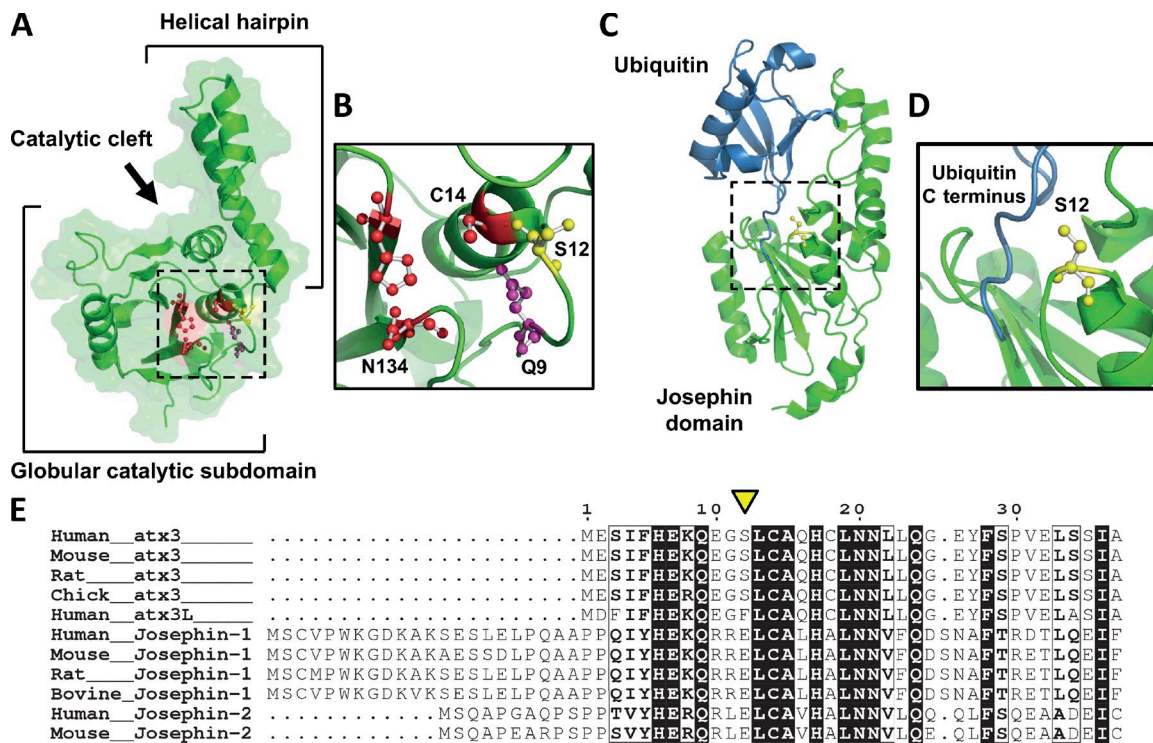 A
Helical hairpin
Catalytic cleft
Globular catalytic subdomain
B
C14
S12
N134
Q9
C
Ubiquitin
Josephin domain
D
Ubiquitin
C terminus
S12
E
1 10 20 30
Human__atx3_______ ......................MESIFHEKQEGSLCAQHCLNNLLQG.EYFSPVELSSIA
Mouse__atx3_______ ......................MESIFHEKQEGSLCAQHCLNNLLQG.EYFSPVELSSIA
Rat____atx3_______ ......................MESIFHEKQEGSLCAQHCLNNLLQG.EYFSPVELSSIA
Chick__atx3_______ ......................MESIFHERQEGSLCAQHCLNNLLQG.EYFSPVELSSIA
Human__atx3L______ ......................MDFIFHEKQEGFLCAQHCLNNLLQG.EYFSPVELASIA
Human__Josephin-1 MSCVPWKGDKAKSESLELPQAAPPQIYHEKQRRELCALHALNNVFQDSNAFTRDTLQEIF
Mouse__Josephin-1 MSCMPWKGDKAKSESSDLPQAAPPQIYHEKQRRELCALHALNNVFQDSNAFTRETLQEIF
Rat____Josephin-1 MSCMPWKGDKAKSESLELPQAAPPQIYHEKQRRELCALHALNNVFQDSNAFTRETLQEIF
Bovine_Josephin-1 MSCVPWKGDKVKSESLELPQAAPPQIYHEKQRRELCALHALNNVFQDSNAFTRETLQEIF
Human__Josephin-2 ............MSQAPGAQPSPPTVYHERQRLELCAVHALNNVLQQ.QLFSQEAADEIC
Mouse__Josephin-2 ............MSQAPEARPSPPSVYHERQRLELCAVHALNNVLQE.QLFSQEAADEIC